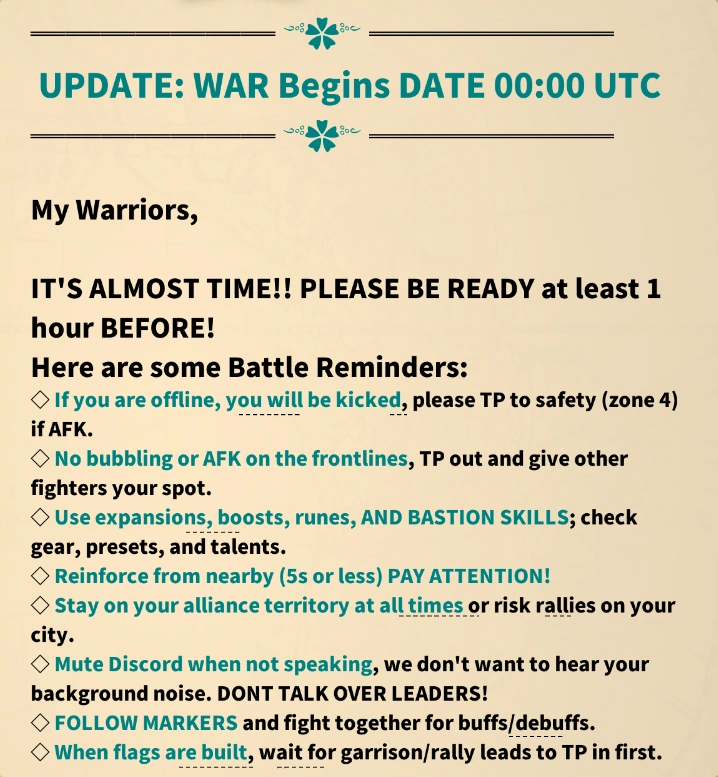 UPDATE: WAR Begins DATE 00:00 UTC
My Warriors,
IT'S ALMOST TIME!! PLEASE BE READY at least 1
hour BEFORE!
Here are some Battle Reminders:
◇ If you are offline, you will be kicked, please TP to safety (zone 4)
if AFK.
◇ No bubbling or AFK on the frontlines, TP out and give other
fighters your spot.
◇ Use expansions, boosts, runes, AND BASTION SKILLS; check
gear, presets, and talents.
◇ Reinforce from nearby (5s or less) PAY ATTENTION!
◇ Stay on your alliance territory at all times or risk rallies on your
city.
◇ Mute Discord when not speaking, we don't want to hear your
background noise. DONT TALK OVER LEADERS!
◇ FOLLOW MARKERS and fight together for buffs/debuffs.
◇ When flags are built, wait for garrison/rally leads to TP in first.